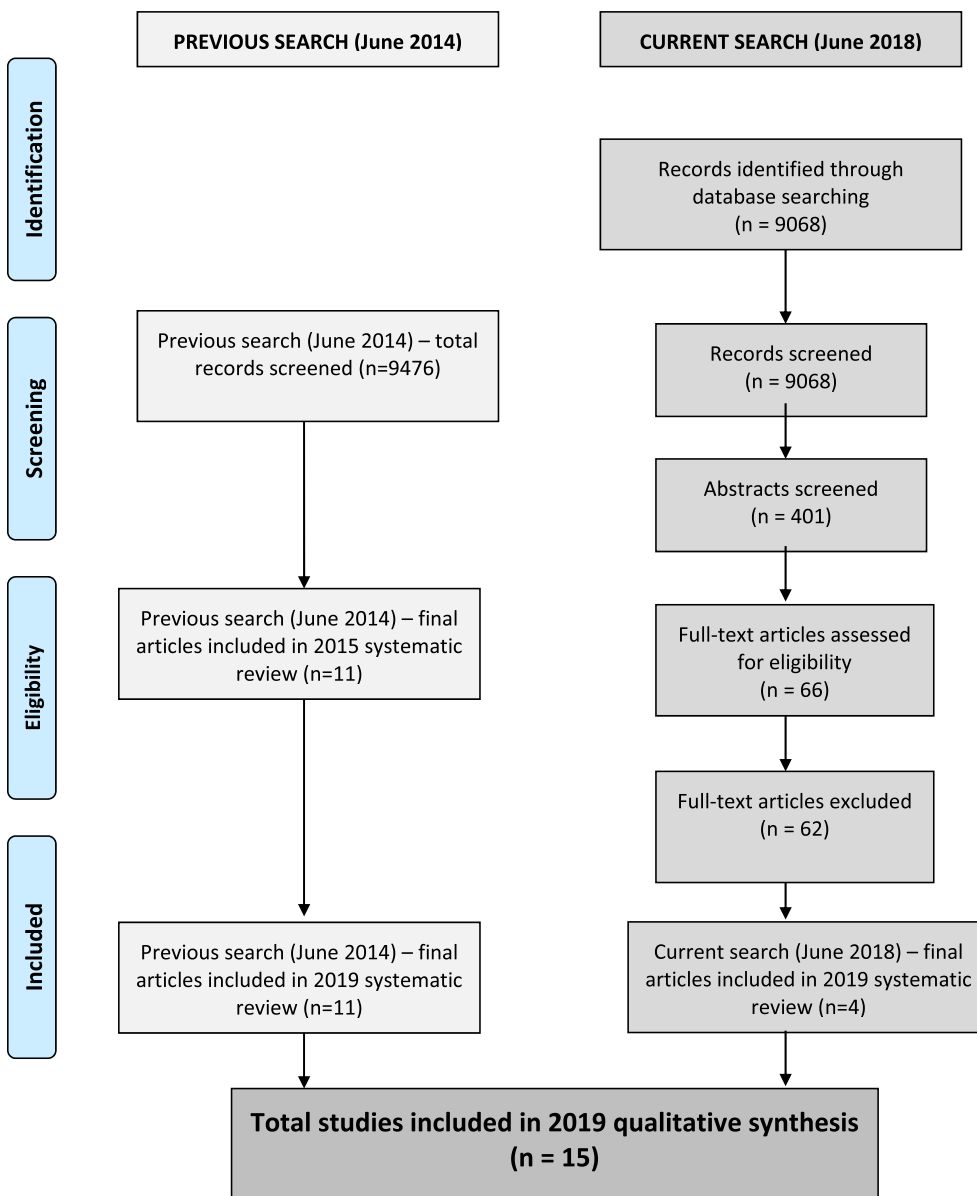 PREVIOUS SEARCH (June 2014)
CURRENT SEARCH (June 2018)
Identification
Records identified through
database searching
(n = 9068)
Screening
Previous search (June 2014) – total
records screened (n=9476)
Records screened
(n = 9068)
Abstracts screened
(n = 401)
Eligibility
Previous search (June 2014) – final
articles included in 2015 systematic
review (n=11)
Full-text articles assessed
for eligibility
(n = 66)
Full-text articles excluded
(n = 62)
Included
Previous search (June 2014) – final
articles included in 2019 systematic
review (n=11)
Current search (June 2018) – final
articles included in 2019 systematic
review (n=4)
Total studies included in 2019 qualitative synthesis
(n = 15)